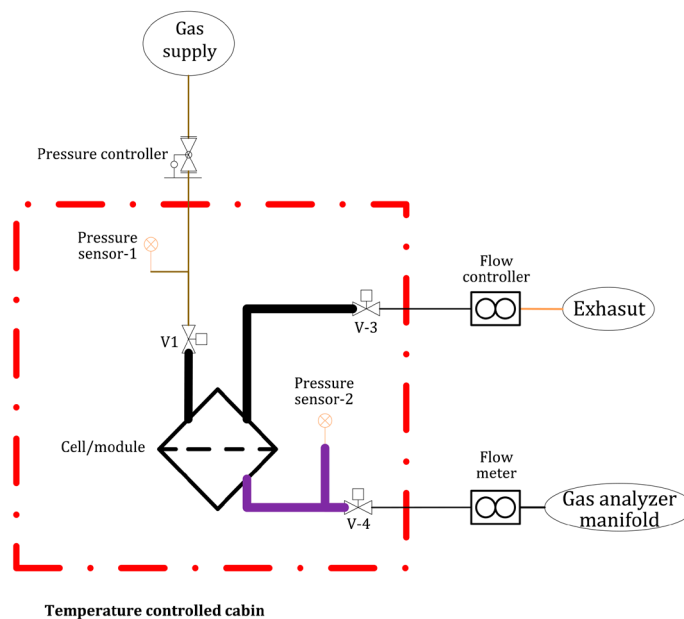 Gas
supply
Pressure controller
Pressure
sensor-1
Flow
controller
Exhasut
V-3
V1
Pressure
sensor-2
Cell/module
Flow
meter
Gas analyzer
manifold
V-4
Temperature controlled cabin